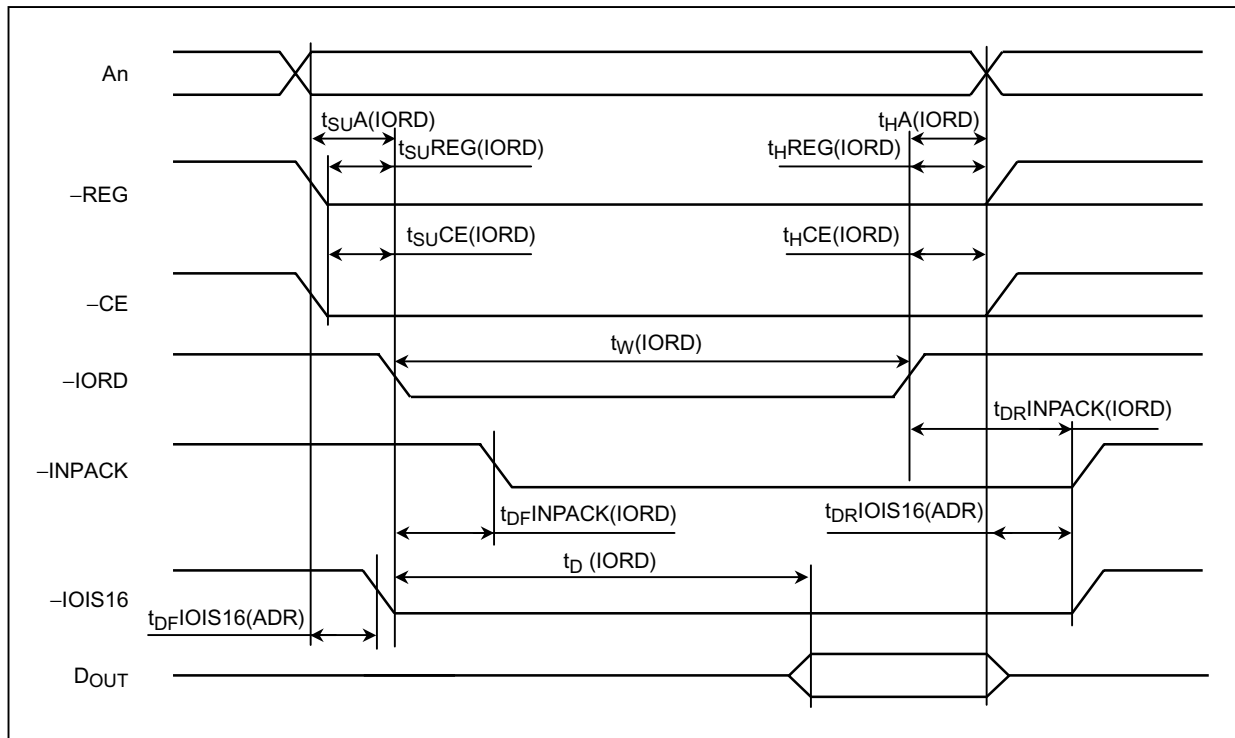 An
tSUA(IORD)
tHA(IORD)
tSUREG(IORD)
tHREG(IORD)
–REG
tSUCE(IORD)
tHCE(IORD)
–CE
tW(IORD)
–IORD
tDRINPACK(IORD)
–INPACK
tDFINPACK(IORD)
tDRIOIS16(ADR)
tD (IORD)
–IOIS16
tDFIOIS16(ADR)
DOUT